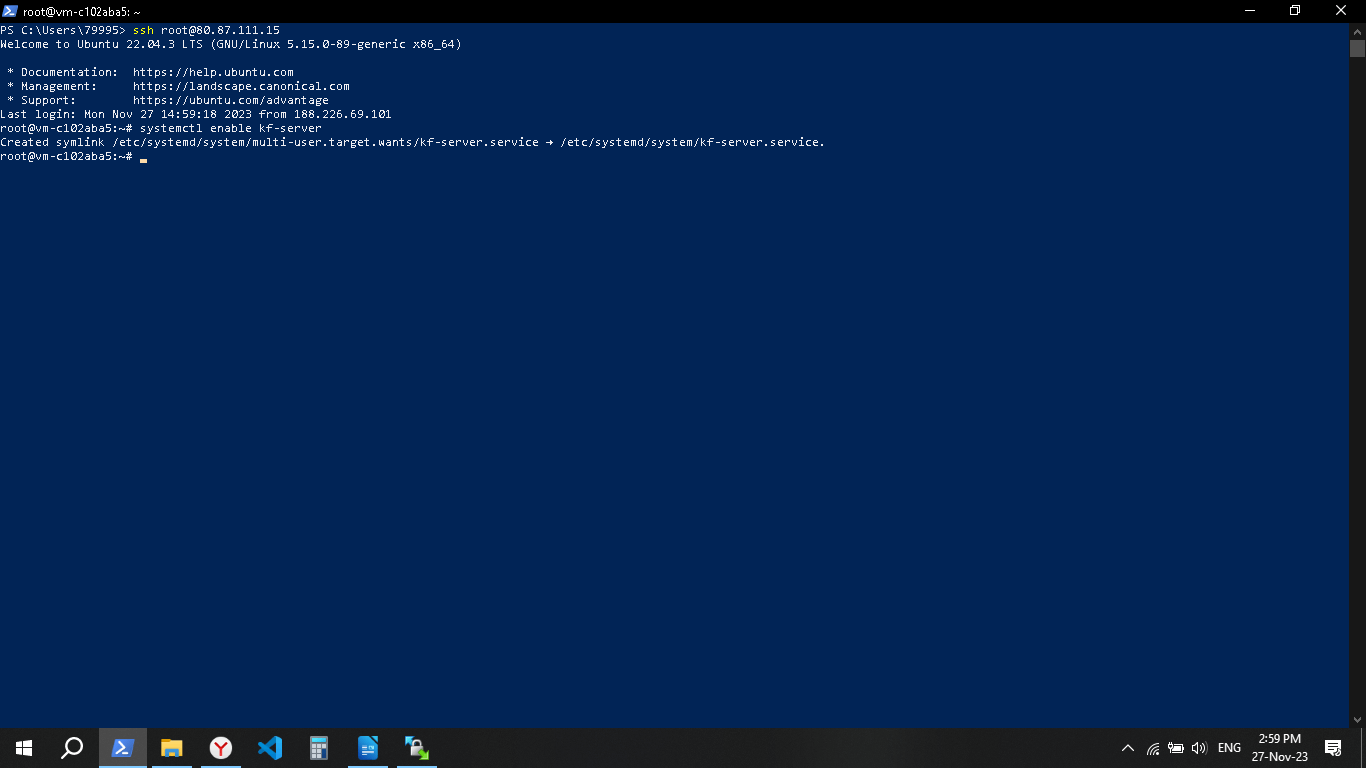 root@vm-c102aba5: ~
PS C:\Users\79995> ssh root@80.87.111.15
Welcome to Ubuntu 22.04.3 LTS (GNU/Linux 5.15.0-89-generic x86_64)
* Documentation:  https://help.ubuntu.com
* Management:     https://landscape.canonical.com
* Support:        https://ubuntu.com/advantage
Last login: Mon Nov 27 14:59:18 2023 from 188.226.69.101
root@vm-c102aba5:~# systemctl enable kf-server
Created symlink /etc/systemd/system/multi-user.target.wants/kf-server.service → /etc/systemd/system/kf-server.service.
root@vm-c102aba5:~#
ENG
2:59 PM
27-Nov-23